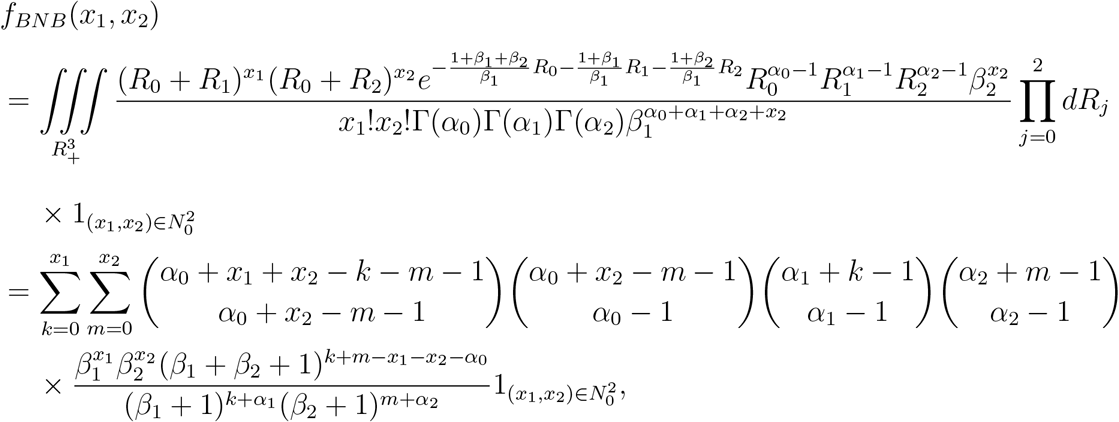 f_{BNB}(x_1, x_2)
= \iiint\limits_{R_+^3} \frac{(R_0 + R_1)^{x_1}(R_0 + R_2)^{x_2} e^{-\frac{1+\beta_1+\beta_2}{\beta_1}R_0 - \frac{1+\beta_1}{\beta_1}R_1 - \frac{1+\beta_2}{\beta_1}R_2} R_0^{\alpha_0-1} R_1^{\alpha_1-1} R_2^{\alpha_2-1} \beta_2^{x_2}}{x_1! x_2! \Gamma(\alpha_0)\Gamma(\alpha_1)\Gamma(\alpha_2)\beta_1^{\alpha_0+\alpha_1+\alpha_2+x_2}} \prod_{j=0}^{2} dR_j
\times 1_{(x_1,x_2)\in N_0^2}
= \sum_{k=0}^{x_1} \sum_{m=0}^{x_2} \binom{\alpha_0 + x_1 + x_2 - k - m - 1}{\alpha_0 + x_2 - m - 1} \binom{\alpha_0 + x_2 - m - 1}{\alpha_0 - 1} \binom{\alpha_1 + k - 1}{\alpha_1 - 1} \binom{\alpha_2 + m - 1}{\alpha_2 - 1}
\times \frac{\beta_1^{x_1} \beta_2^{x_2} (\beta_1 + \beta_2 + 1)^{k+m-x_1-x_2-\alpha_0}}{(\beta_1 + 1)^{k+\alpha_1} (\beta_2 + 1)^{m+\alpha_2}} 1_{(x_1,x_2)\in N_0^2},